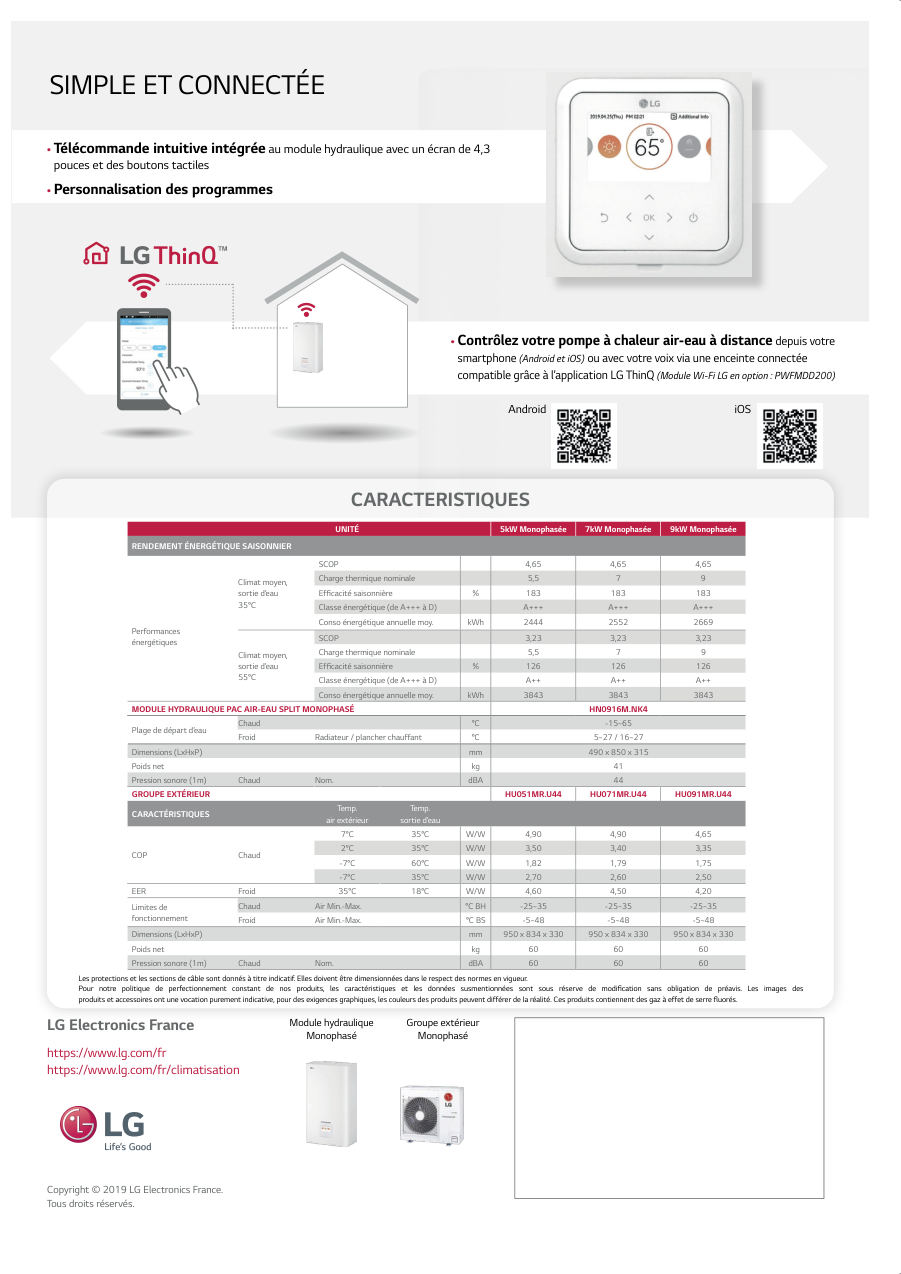 SIMPLE ET CONNECTÉE
• Télécommande intuitive intégrée au module hydraulique avec un écran de 4,3
pouces et des boutons tactiles
• Personnalisation des programmes
LG
2019.04.25(Thu) PM 02:21 Additional Info
65°
OK
LG ThinQ™
• Contrôlez votre pompe à chaleur air-eau à distance depuis votre
smartphone (Android et iOS) ou avec votre voix via une enceinte connectée
compatible grâce à l'application LG ThinQ (Module Wi-Fi LG en option : PWFMDD200)
Android iOS
CARACTERISTIQUES
UNITÉ 5kW Monophasée 7kW Monophasée 9kW Monophasée
RENDEMENT ÉNERGÉTIQUE SAISONNIER
Performances énergétiques
Climat moyen, sortie d'eau 35°C
SCOP 4,65 4,65 4,65
Charge thermique nominale 5,5 7 9
Efficacité saisonnière % 183 183 183
Classe énergétique (de A+++ à D) A+++ A+++ A+++
Conso énergétique annuelle moy. kWh 2444 2552 2669
Climat moyen, sortie d'eau 55°C
SCOP 3,23 3,23 3,23
Charge thermique nominale 5,5 7 9
Efficacité saisonnière % 126 126 126
Classe énergétique (de A+++ à D) A++ A++ A++
Conso énergétique annuelle moy. kWh 3843 3843 3843
MODULE HYDRAULIQUE PAC AIR-EAU SPLIT MONOPHASÉ HN0916M.NK4
Plage de départ d'eau
Chaud °C -15~65
Froid Radiateur / plancher chauffant °C 5~27 / 16~27
Dimensions (LxHxP) mm 490 x 850 x 315
Poids net kg 41
Pression sonore (1m) Chaud Nom. dBA 44
GROUPE EXTÉRIEUR HU051MR.U44 HU071MR.U44 HU091MR.U44
CARACTÉRISTIQUES Temp. air extérieur Temp. sortie d'eau
COP Chaud
7°C 35°C W/W 4,90 4,90 4,65
2°C 35°C W/W 3,50 3,40 3,35
-7°C 60°C W/W 1,82 1,79 1,75
-7°C 35°C W/W 2,70 2,60 2,50
EER Froid 35°C 18°C W/W 4,60 4,50 4,20
Limites de fonctionnement
Chaud Air Min.-Max. °C BH -25~35 -25~35 -25~35
Froid Air Min.-Max. °C BS -5~48 -5~48 -5~48
Dimensions (LxHxP) mm 950 x 834 x 330 950 x 834 x 330 950 x 834 x 330
Poids net kg 60 60 60
Pression sonore (1m) Chaud Nom. dBA 60 60 60
Les protections et les sections de câble sont donnés à titre indicatif. Elles doivent être dimensionnées dans le respect des normes en vigueur.
Pour notre politique de perfectionnement constant de nos produits, les caractéristiques et les données susmentionnées sont sous réserve de modification sans obligation de préavis. Les images des
produits et accessoires ont une vocation purement indicative, pour des exigences graphiques, les couleurs des produits peuvent différer de la réalité. Ces produits contiennent des gaz à effet de serre fluorés.
LG Electronics France
https://www.lg.com/fr
https://www.lg.com/fr/climatisation
LG
Life's Good
Module hydraulique
Monophasé
Groupe extérieur
Monophasé
LG
Copyright © 2019 LG Electronics France.
Tous droits réservés.